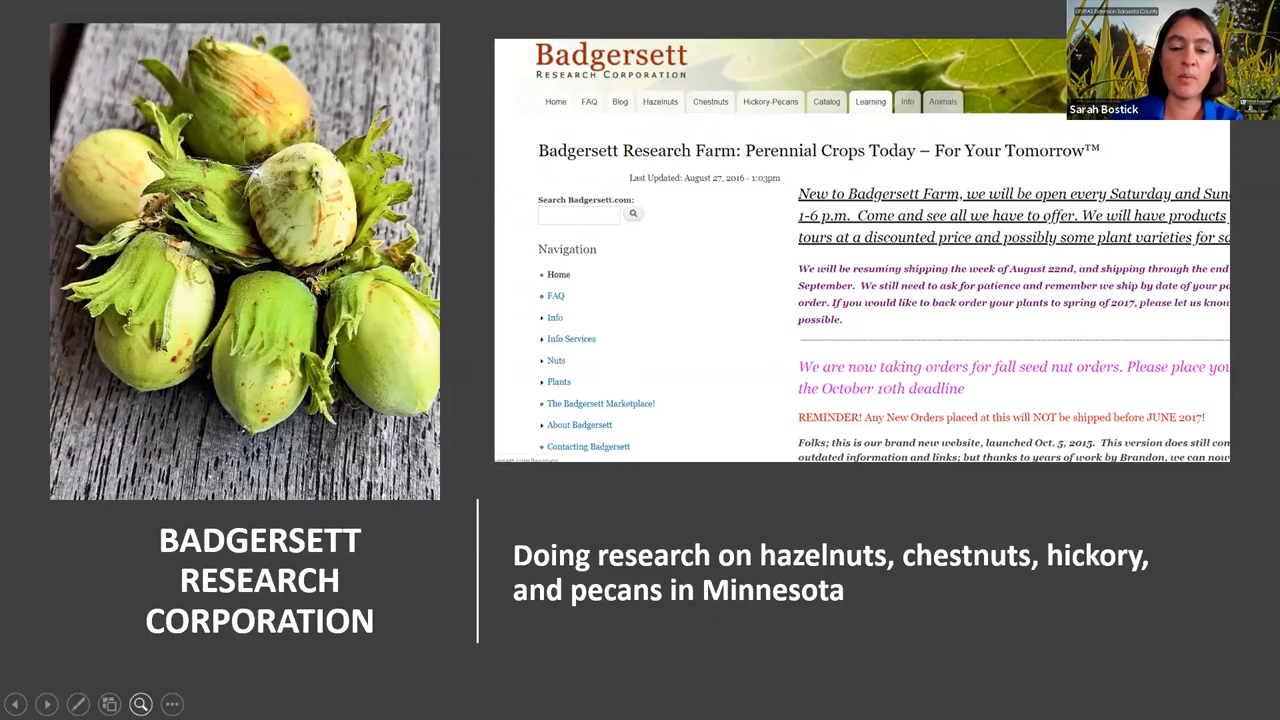 UF/IFAS Extension Sarasota County
Sarah Bostick
Badgersett
RESEARCH CORPORATION
Home FAQ Blog Hazelnuts Chestnuts Hickory-Pecans Catalog Learning Info Animals
Badgersett Research Farm: Perennial Crops Today – For Your Tomorrow™
Last Updated: August 27, 2016 - 1:03pm
Search Badgersett.com:
Navigation
Home
FAQ
Info
Info Services
Nuts
Plants
The Badgersett Marketplace!
About Badgersett
Contacting Badgersett
New to Badgersett Farm, we will be open every Saturday and Sun
1-6 p.m. Come and see all we have to offer. We will have products
tours at a discounted price and possibly some plant varieties for sa
We will be resuming shipping the week of August 22nd, and shipping through the end
September. We still need to ask for patience and remember we ship by date of your pa
order. If you would like to back order your plants to spring of 2017, please let us know
possible.
We are now taking orders for fall seed nut orders. Please place you
the October 10th deadline
REMINDER! Any New Orders placed at this will NOT be shipped before JUNE 2017!
Folks; this is our brand new website, launched Oct. 5, 2015. This version does still con
outdated information and links; but thanks to years of work by Brandon, we can now
BADGERSETT
RESEARCH
CORPORATION
Doing research on hazelnuts, chestnuts, hickory,
and pecans in Minnesota